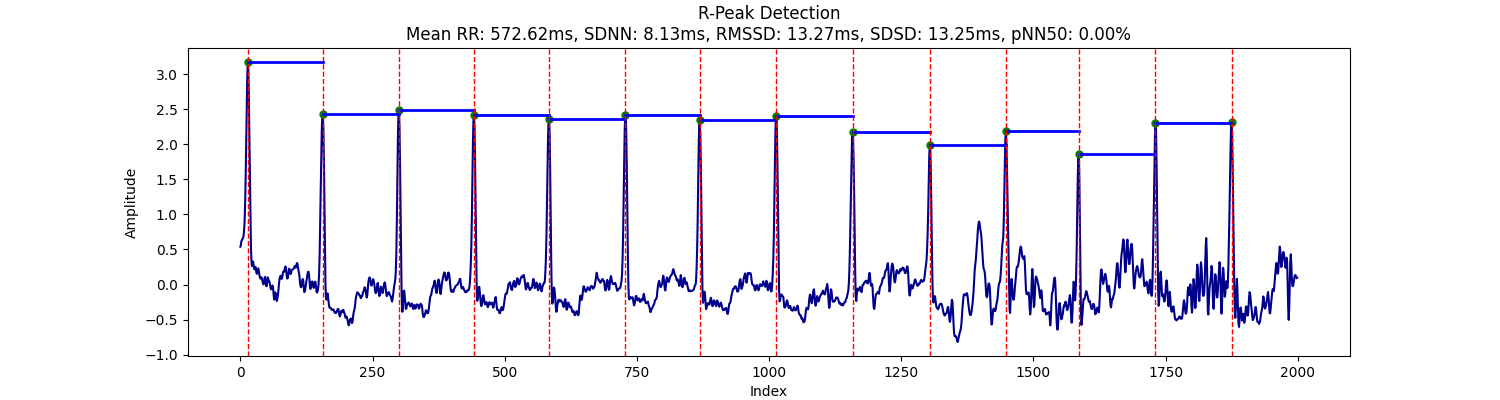 R-Peak Detection
Mean RR: 572.62ms, SDNN: 8.13ms, RMSSD: 13.27ms, SDSD: 13.25ms, pNN50: 0.00%
3.0
2.5
2.0
1.5
1.0
0.5
0.0
−0.5
−1.0
Amplitude
0 250 500 750 1000 1250 1500 1750 2000
Index